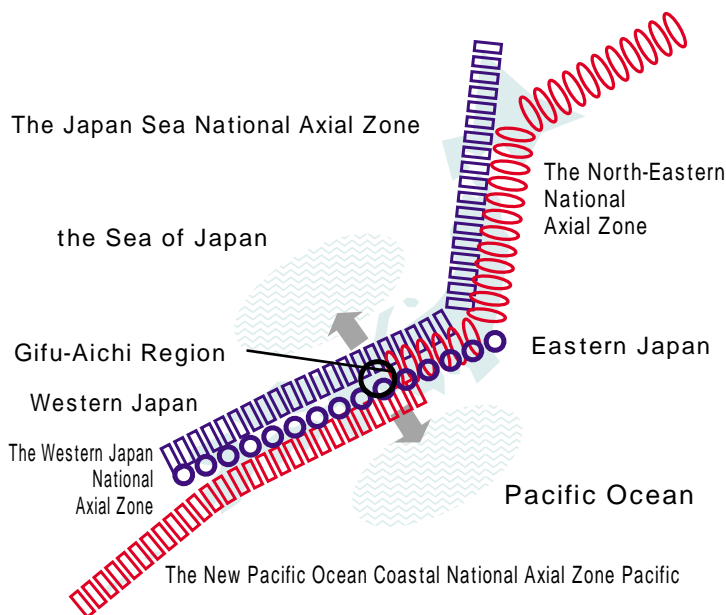 The Japan Sea National Axial Zone
The North-Eastern
National
Axial Zone
the Sea of Japan
Gifu-Aichi Region
Eastern Japan
Western Japan
The Western Japan
National
Axial Zone
Pacific Ocean
The New Pacific Ocean Coastal National Axial Zone Pacific